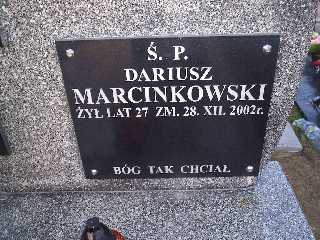 Ś. P.
DARIUSZ
MARCINKOWSKI
ŻYŁ LAT 27 ZM. 28. XII. 2002r.
BÓG TAK CHCIAŁ